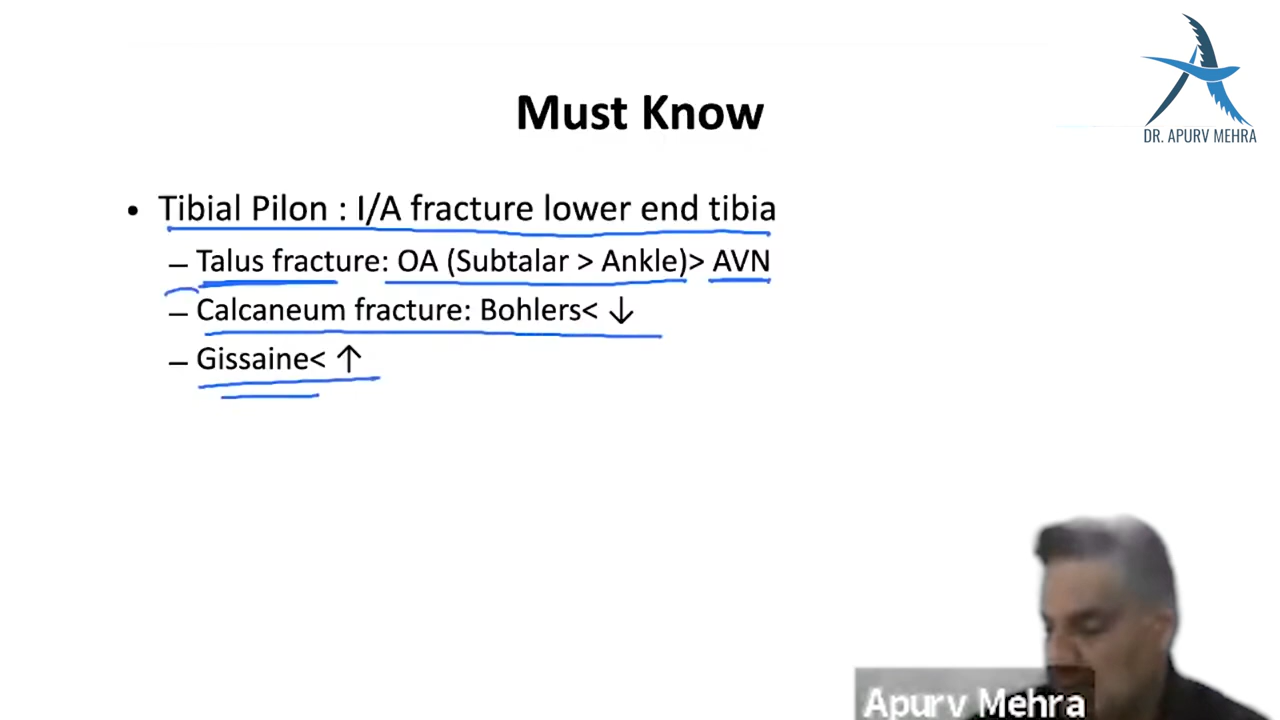 DR. APURV MEHRA
Must Know
• Tibial Pilon : I/A fracture lower end tibia
– Talus fracture: OA (Subtalar > Ankle)> AVN
– Calcaneum fracture: Bohlers< ↓
– Gissaine< ↑
Apurv Mehra